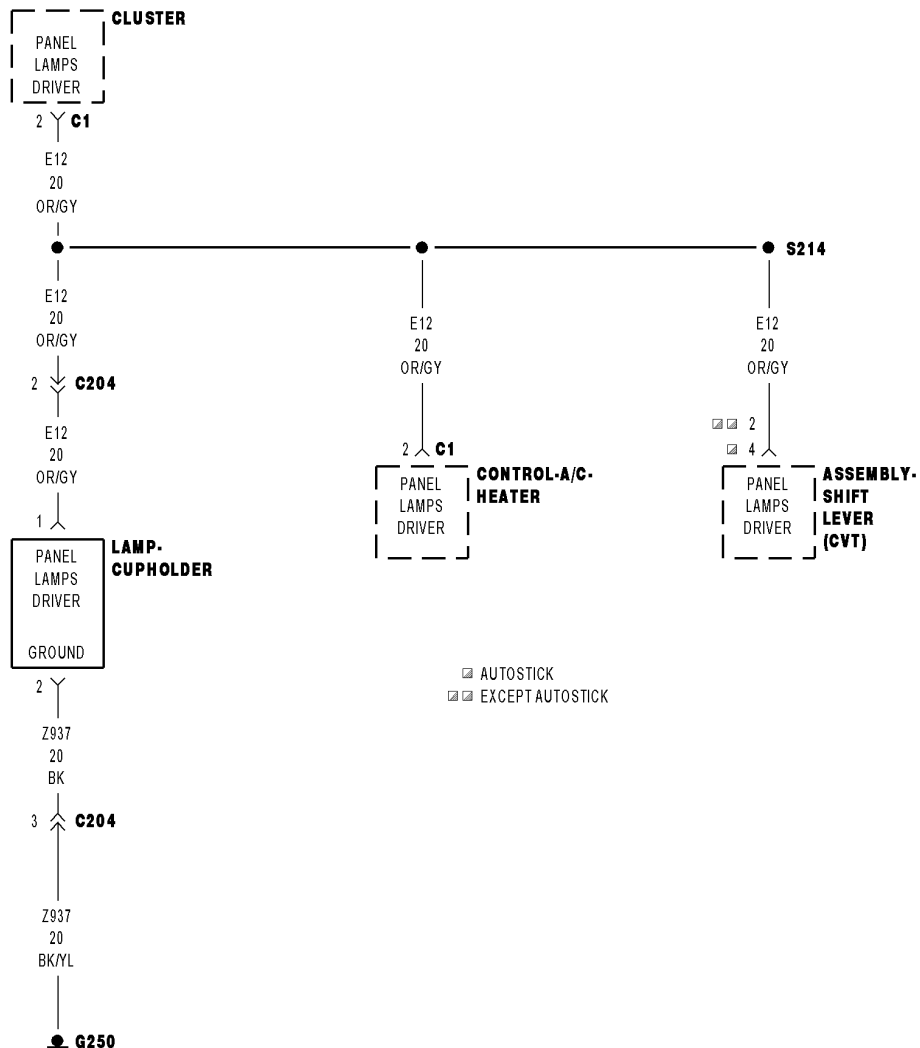 CLUSTER
PANEL
LAMPS
DRIVER
2 C1
E12
20
OR/GY
S214
E12
20
OR/GY
E12
20
OR/GY
E12
20
OR/GY
2 C204
E12
20
OR/GY
2
4
2 C1
1
CONTROL-A/C-
HEATER
PANEL
LAMPS
DRIVER
ASSEMBLY-
SHIFT
LEVER
(CVT)
PANEL
LAMPS
DRIVER
LAMP-
CUPHOLDER
PANEL
LAMPS
DRIVER
GROUND
AUTOSTICK
EXCEPT AUTOSTICK
2
Z937
20
BK
3 C204
Z937
20
BK/YL
G250